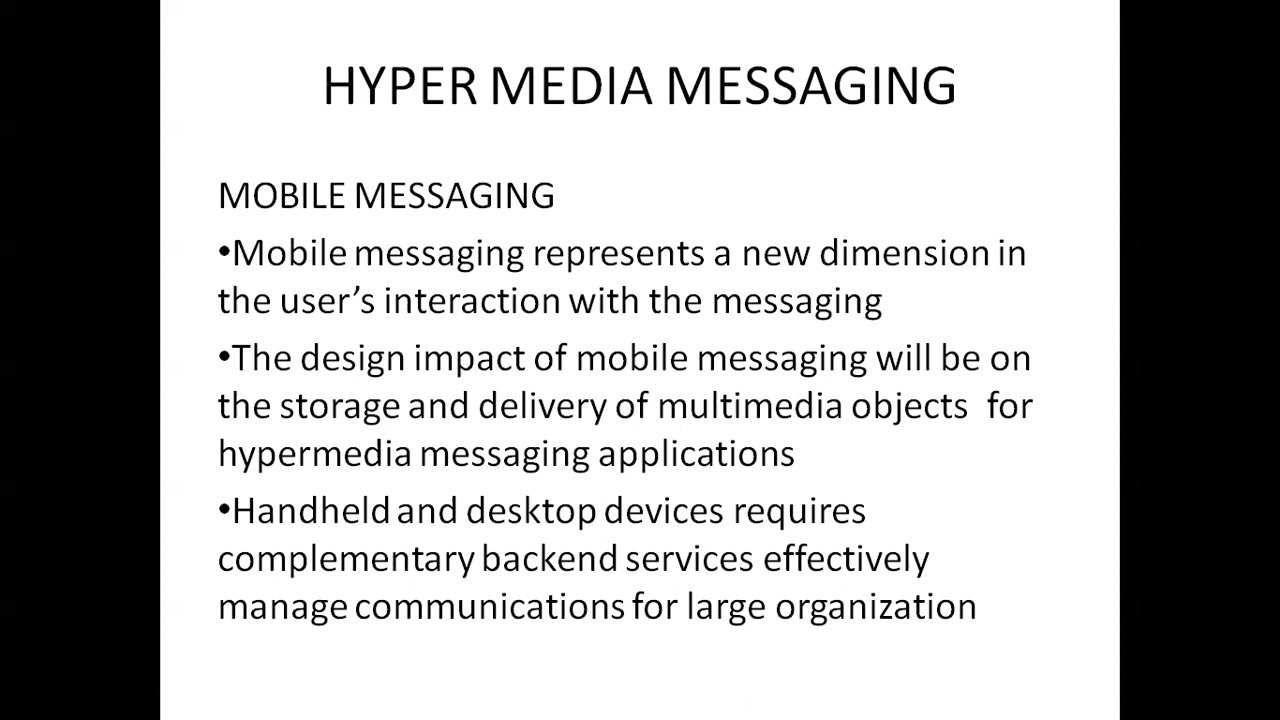 HYPER MEDIA MESSAGING
MOBILE MESSAGING
•Mobile messaging represents a new dimension in
the user’s interaction with the messaging
•The design impact of mobile messaging will be on
the storage and delivery of multimedia objects  for
hypermedia messaging applications
•Handheld and desktop devices requires
complementary backend services effectively
manage communications for large organization